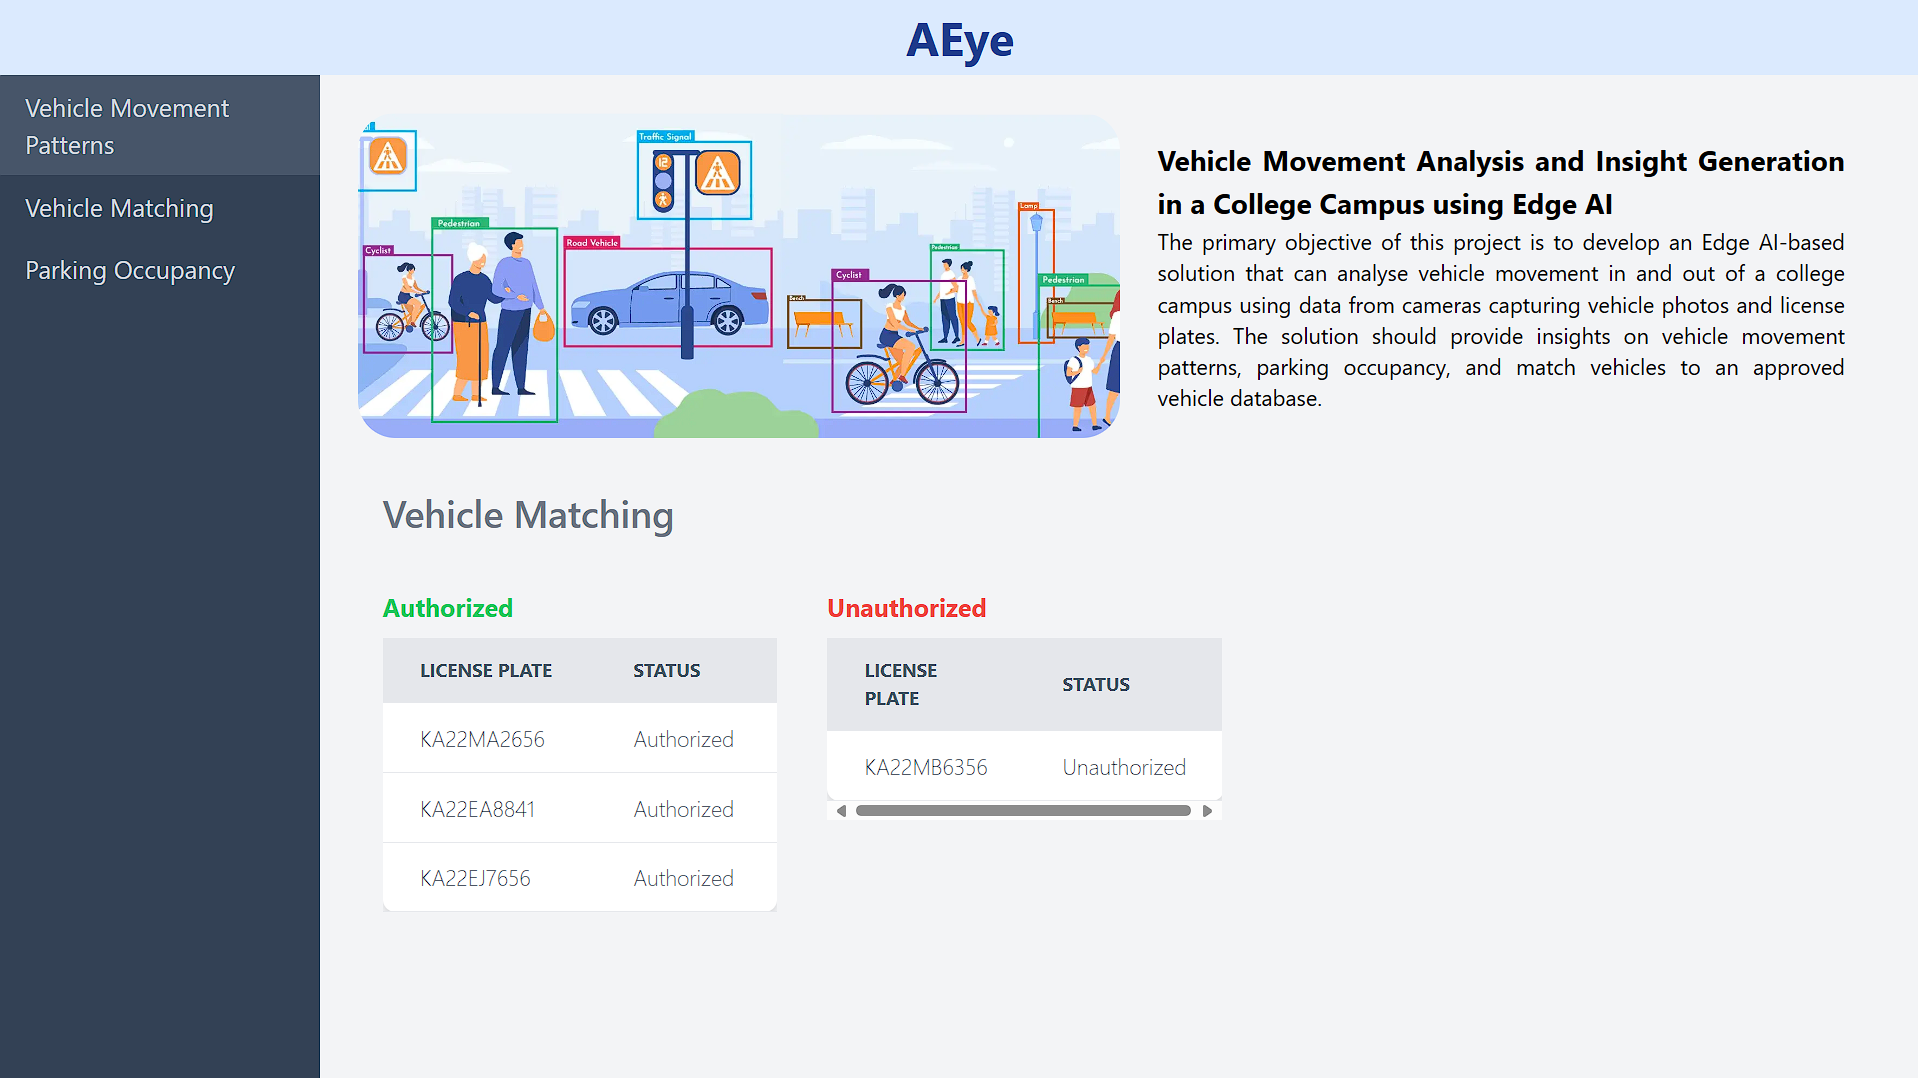 AEye
Vehicle Movement
Patterns
Vehicle Matching
Parking Occupancy
Traffic Signal
Pedestrian
Cyclist
Road Vehicle
Lamp
Pedestrian
Cyclist
Pedestrian
Bench
Bench
12
Vehicle Movement Analysis and Insight Generation
in a College Campus using Edge AI
The primary objective of this project is to develop an Edge AI-based
solution that can analyse vehicle movement in and out of a college
campus using data from cameras capturing vehicle photos and license
plates. The solution should provide insights on vehicle movement
patterns, parking occupancy, and match vehicles to an approved
vehicle database.
Vehicle Matching
Authorized
LICENSE PLATE STATUS
KA22MA2656 Authorized
KA22EA8841 Authorized
KA22EJ7656 Authorized
Unauthorized
LICENSE
PLATE
STATUS
KA22MB6356 Unauthorized